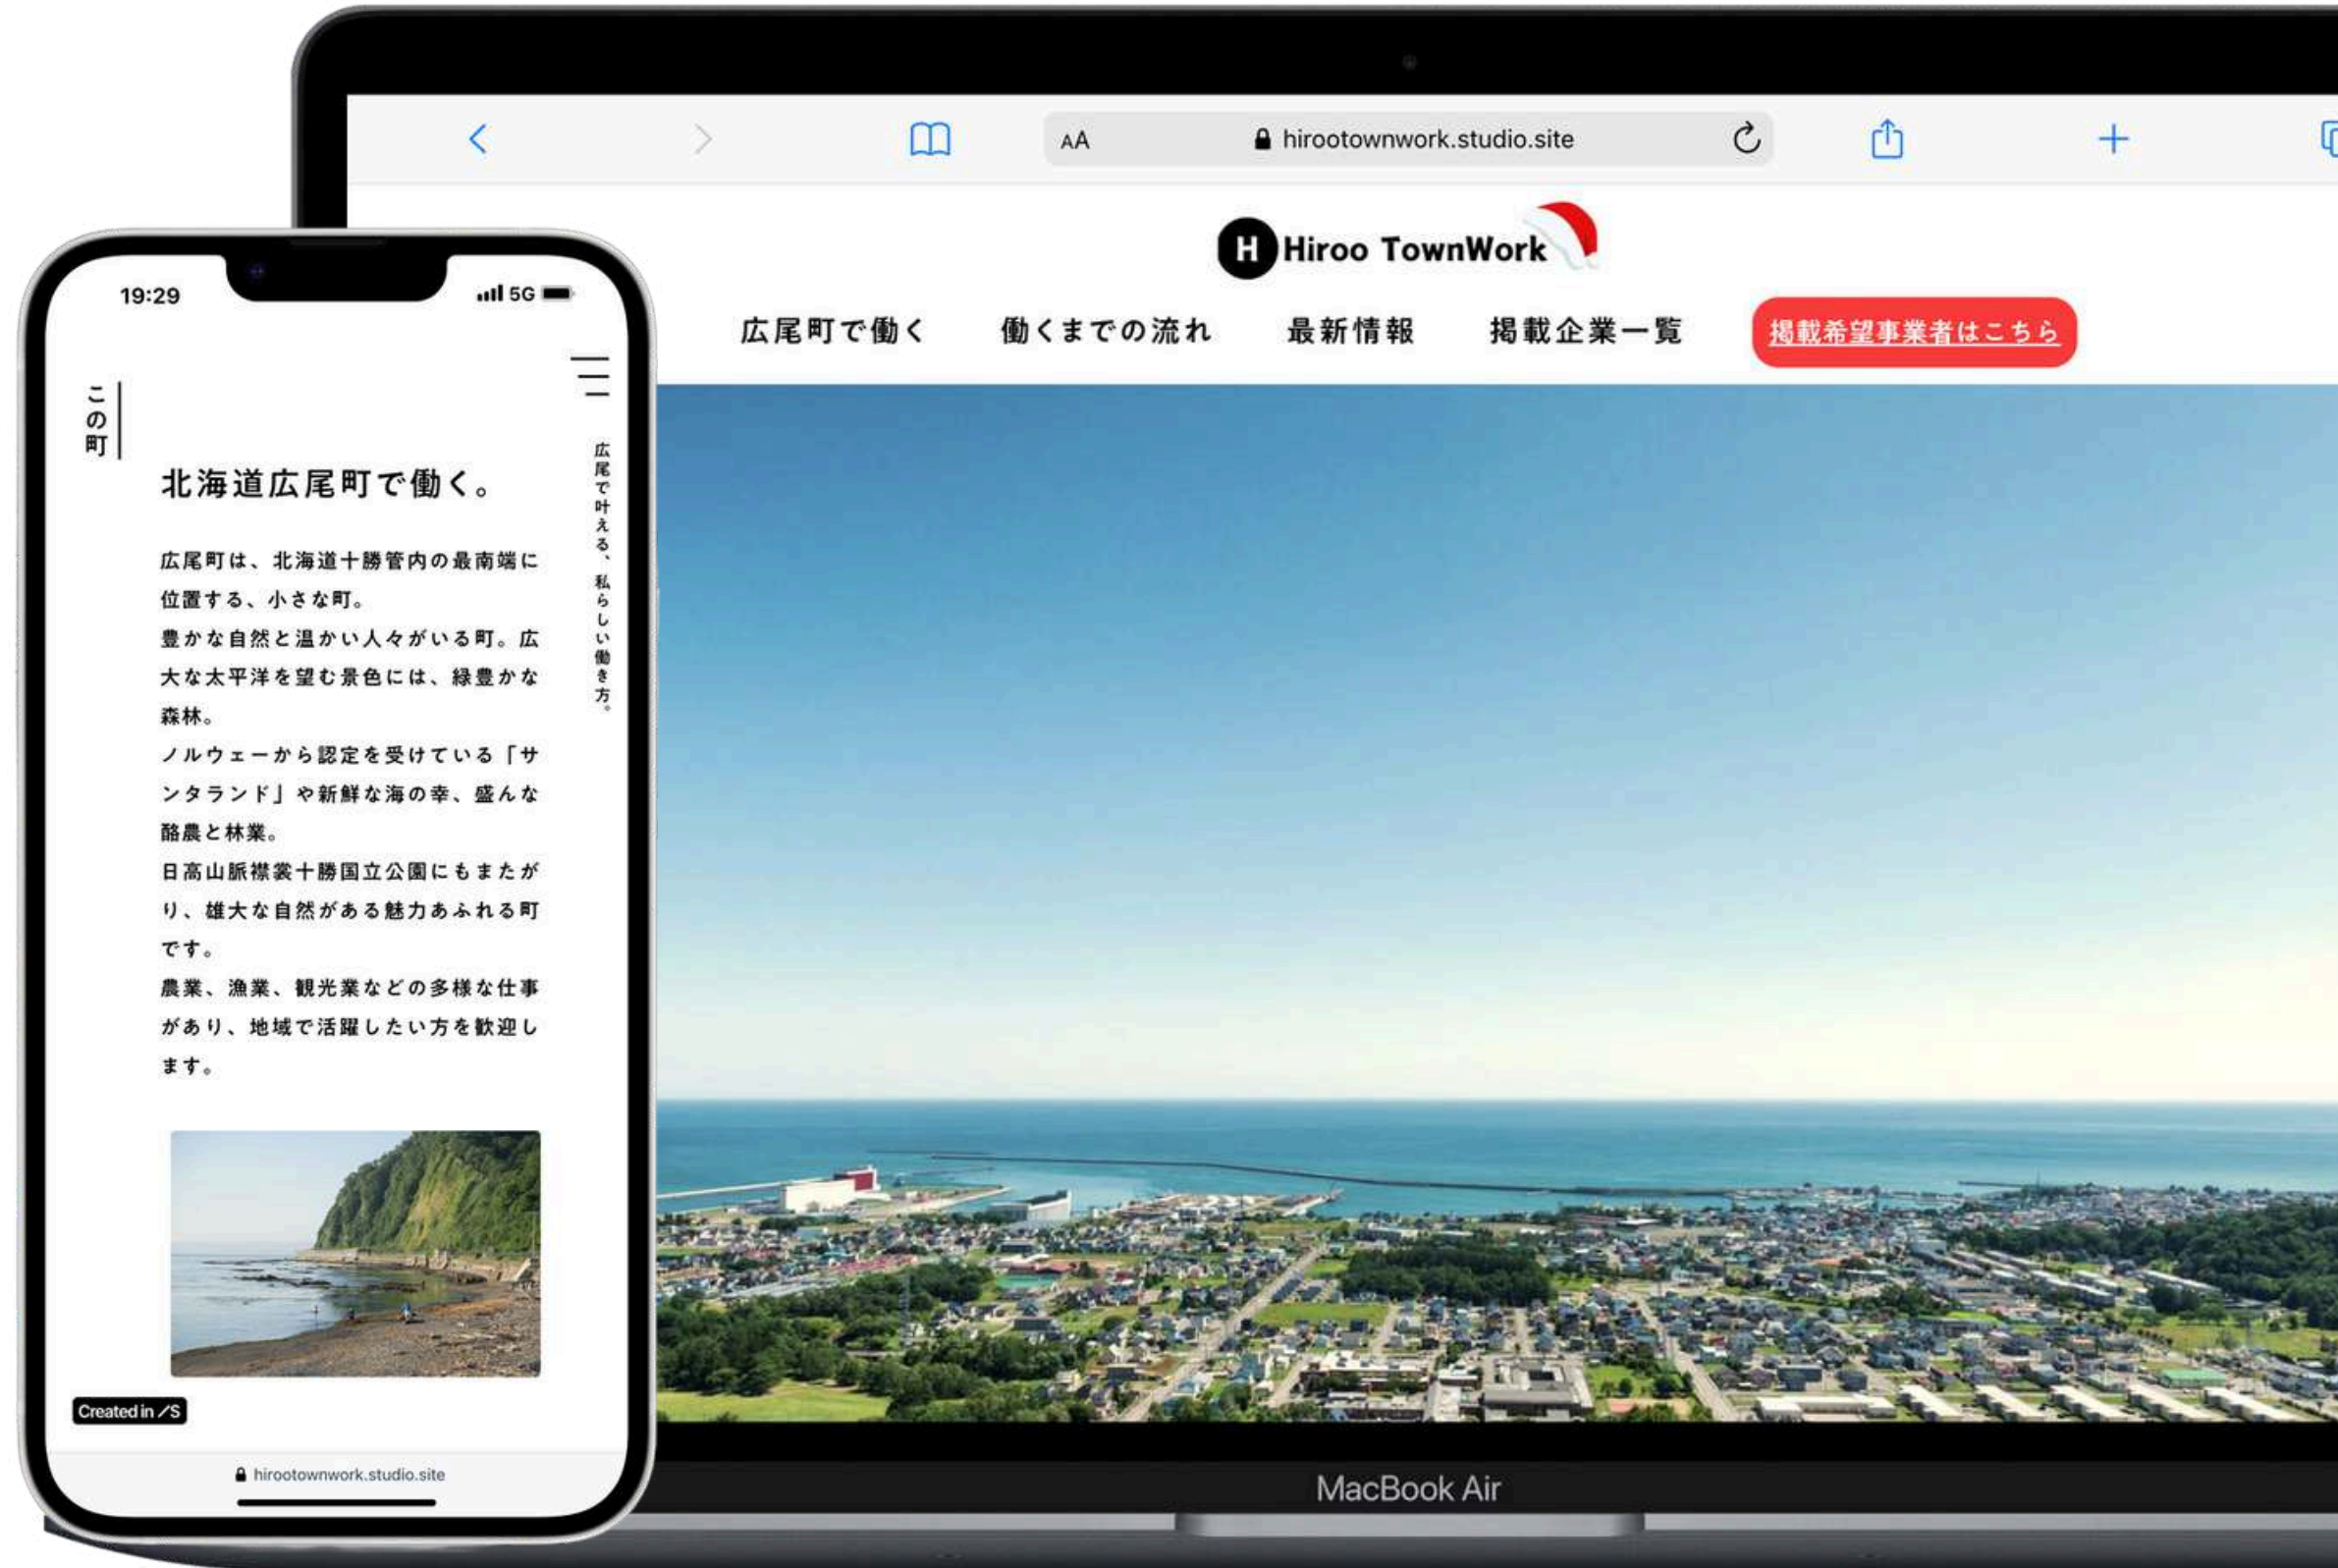 AA
hirootownwork.studio.site
H Hiroo TownWork
広尾町で働く
働くまでの流れ
最新情報
掲載企業一覧
掲載希望事業者はこちら
19:29
5G
この町
北海道広尾町で働く。
広尾町は、北海道十勝管内の最南端に
位置する、小さな町。
豊かな自然と温かい人々がいる町。広
大な太平洋を望む景色には、緑豊かな
森林。
ノルウェーから認定を受けている「サ
ンタランド」や新鮮な海の幸、盛んな
酪農と林業。
日高山脈襟裳十勝国立公園にもまたが
り、雄大な自然がある魅力あふれる町
です。
農業、漁業、観光業などの多様な仕事
があり、地域で活躍したい方を歓迎し
ます。
広尾で叶える、私らしい働き方。
Created in /S
hirootownwork.studio.site
MacBook Air